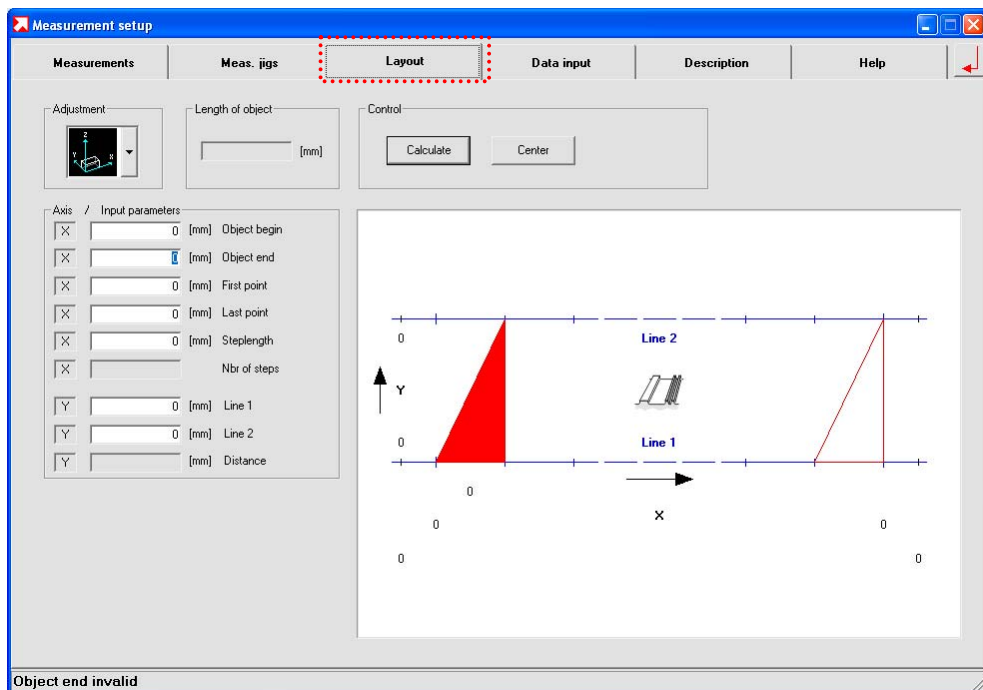 Measurement setup
Measurements Meas. jigs Layout Data input Description Help
Adjustment Length of object Control
Z
Y X
[mm] Calculate Center
Axis / Input parameters
X 0 [mm] Object begin
X 0 [mm] Object end
X 0 [mm] First point
X 0 [mm] Last point
X 0 [mm] Steplength
X Nbr of steps
Y 0 [mm] Line 1
Y 0 [mm] Line 2
Y [mm] Distance
0 Line 2
Y
0 Line 1
0
X
0 0
0 0
Object end invalid